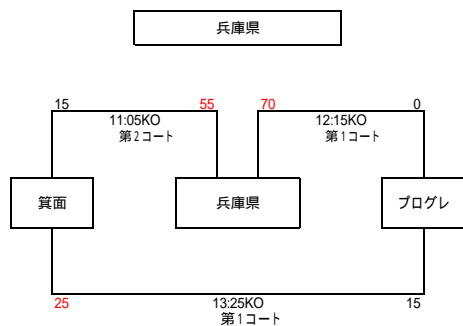 兵庫県
15 55 70 0
11:05KO 12:15KO
第2コート 第1コート
箕面 兵庫県 プログレ
25 13:25KO 15
第1コート